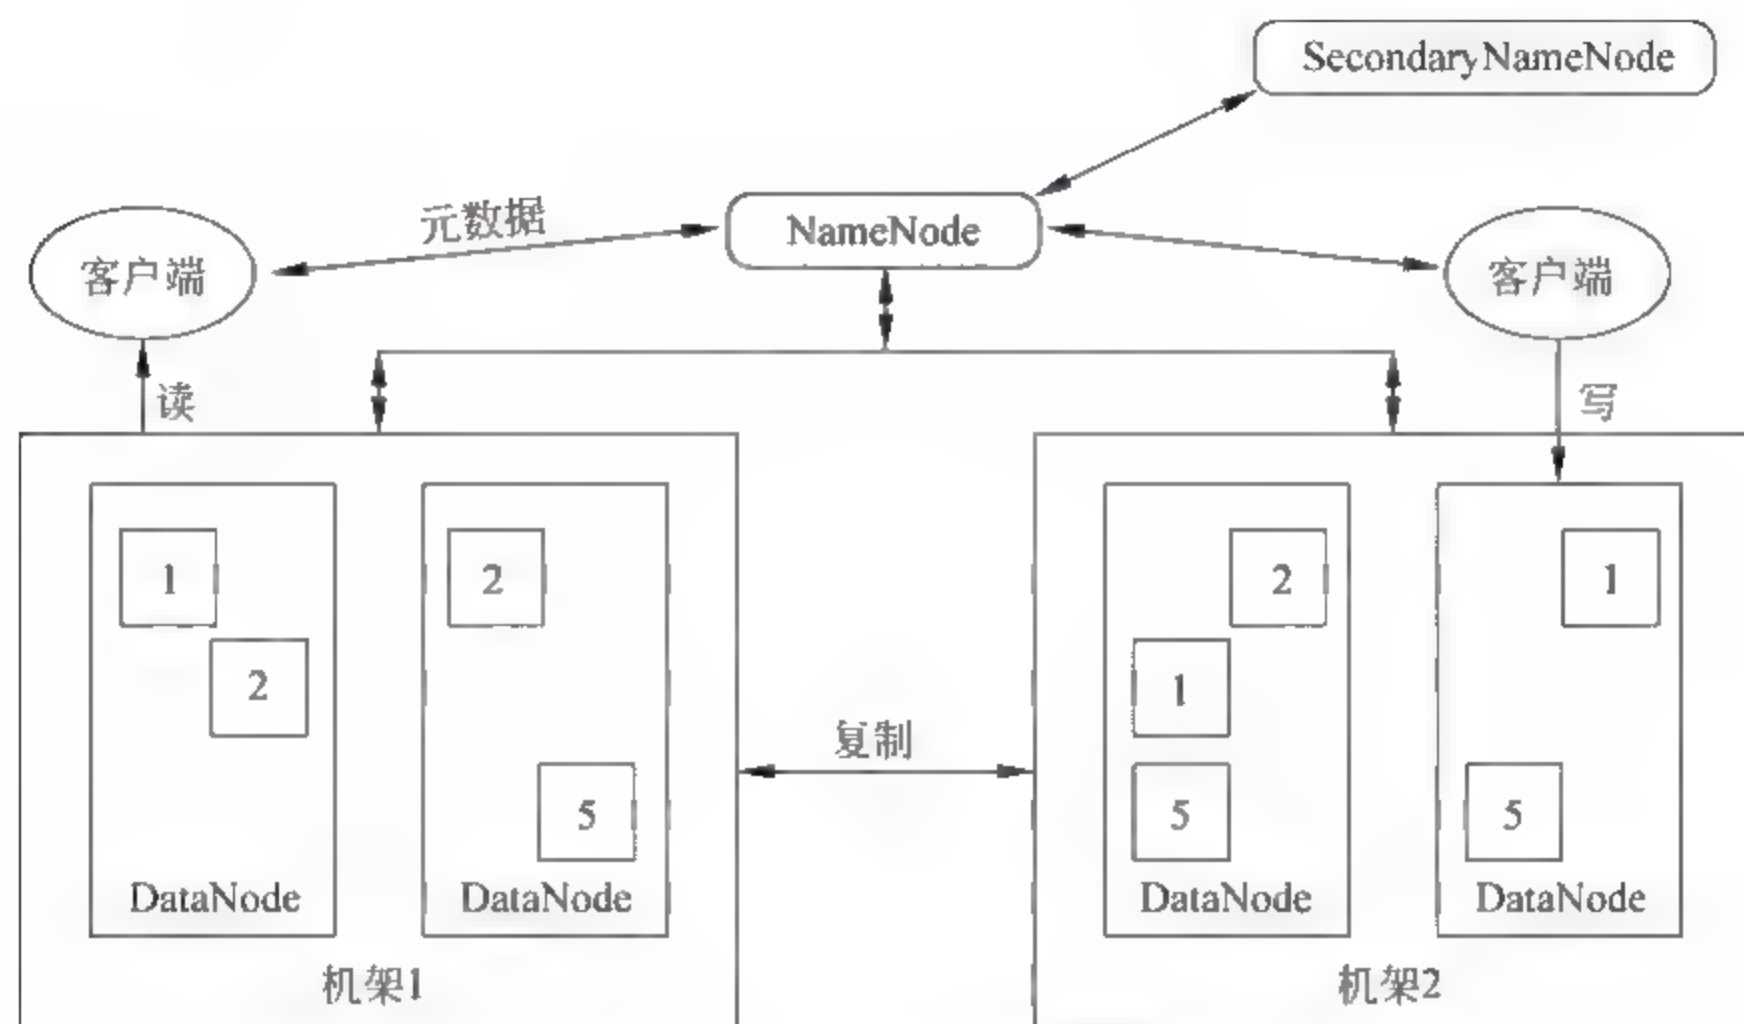 SecondaryNameNode
元数据
NameNode
客户端
客户端
读
写
1
2
2
1
2
1
复制
5
5
5
DataNode
DataNode
DataNode
DataNode
机架1
机架2